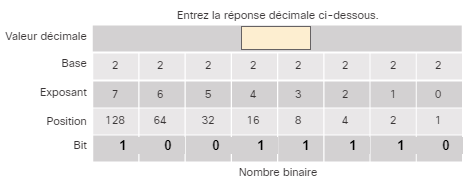 Entrez la réponse décimale ci-dessous.
Valeur décimale
Base 2 2 2 2 2 2 2 2
Exposant 7 6 5 4 3 2 1 0
Position 128 64 32 16 8 4 2 1
Bit 1 0 0 1 1 1 1 0
Nombre binaire